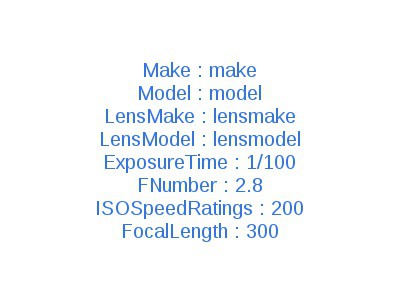 Make : make
Model : model
LensMake : lensmake
LensModel : lensmodel
ExposureTime : 1/100
FNumber : 2.8
ISOSpeedRatings : 200
FocalLength : 300